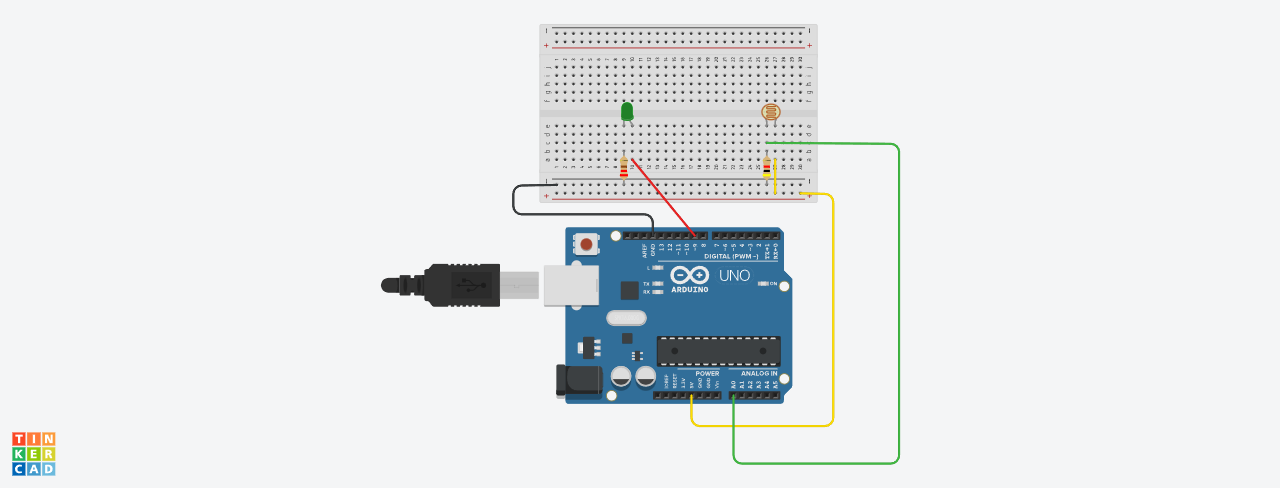 AREF
GND
13
12
~11
~10
~9
8
7
~6
~5
4
~3
2
TX→1
RX←0
DIGITAL (PWM ~)
L
TX
RX
UNO
ON
ARDUINO
POWER
ANALOG IN
IOREF
RESET
3.3V
5V
GND
GND
Vin
A0
A1
A2
A3
A4
A5
TIN
KER
CAD